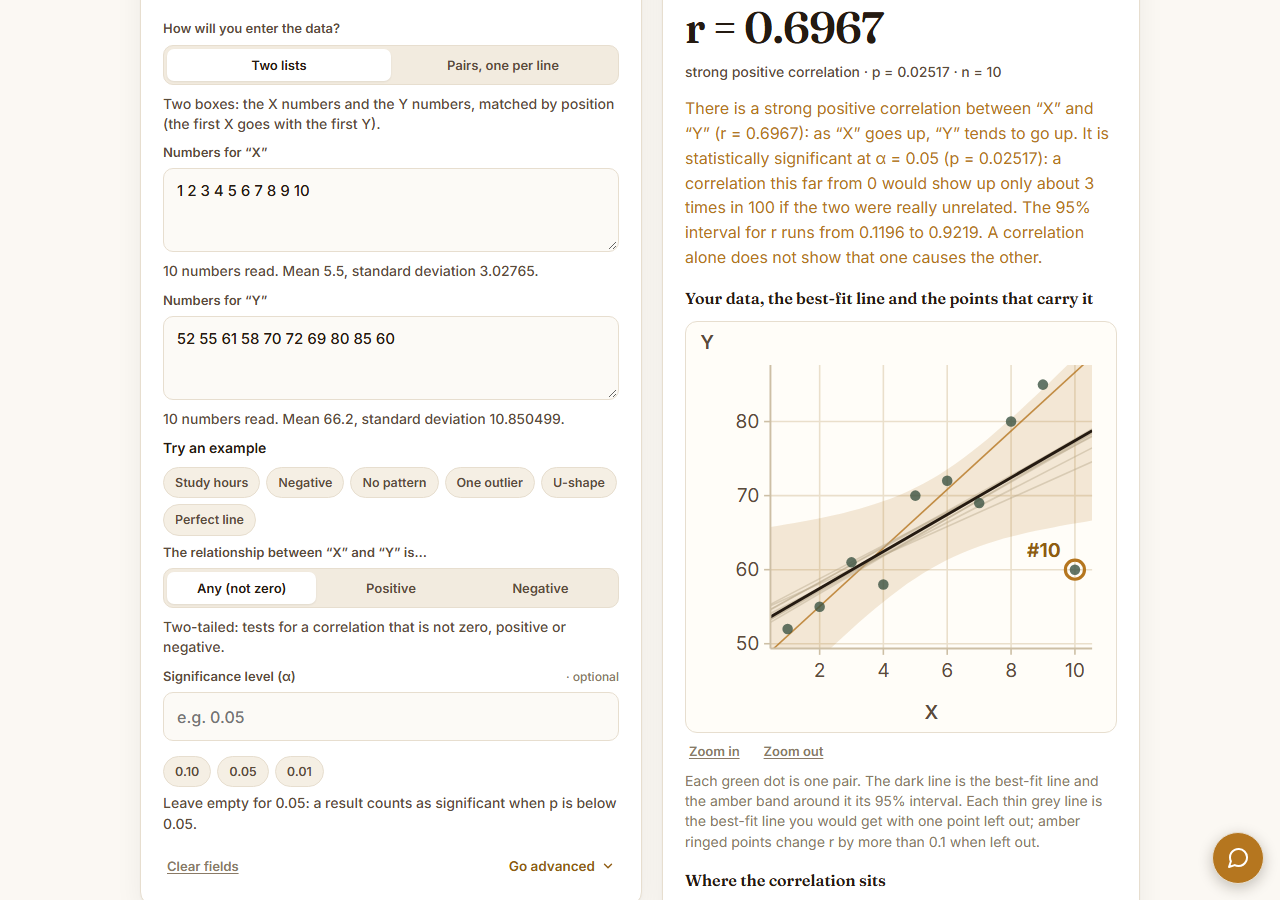 How will you enter the data?
Two lists
Pairs, one per line
Two boxes: the X numbers and the Y numbers, matched by position
(the first X goes with the first Y).
Numbers for “X”
1 2 3 4 5 6 7 8 9 10
10 numbers read. Mean 5.5, standard deviation 3.02765.
Numbers for “Y”
52 55 61 58 70 72 69 80 85 60
10 numbers read. Mean 66.2, standard deviation 10.850499.
Try an example
Study hours
Negative
No pattern
One outlier
U-shape
Perfect line
The relationship between “X” and “Y” is...
Any (not zero)
Positive
Negative
Two-tailed: tests for a correlation that is not zero, positive or
negative.
Significance level (α)
· optional
e.g. 0.05
0.10
0.05
0.01
Leave empty for 0.05: a result counts as significant when p is below
0.05.
Clear fields
Go advanced
r = 0.6967
strong positive correlation · p = 0.02517 · n = 10
There is a strong positive correlation between “X” and
“Y” (r = 0.6967): as “X” goes up, “Y” tends to go up. It is
statistically significant at α = 0.05 (p = 0.02517): a
correlation this far from 0 would show up only about 3
times in 100 if the two were really unrelated. The 95%
interval for r runs from 0.1196 to 0.9219. A correlation
alone does not show that one causes the other.
Your data, the best-fit line and the points that carry it
Y
80
70
60
50
#10
2 4 6 8 10
X
Zoom in
Zoom out
Each green dot is one pair. The dark line is the best-fit line and
the amber band around it its 95% interval. Each thin grey line is
the best-fit line you would get with one point left out; amber
ringed points change r by more than 0.1 when left out.
Where the correlation sits